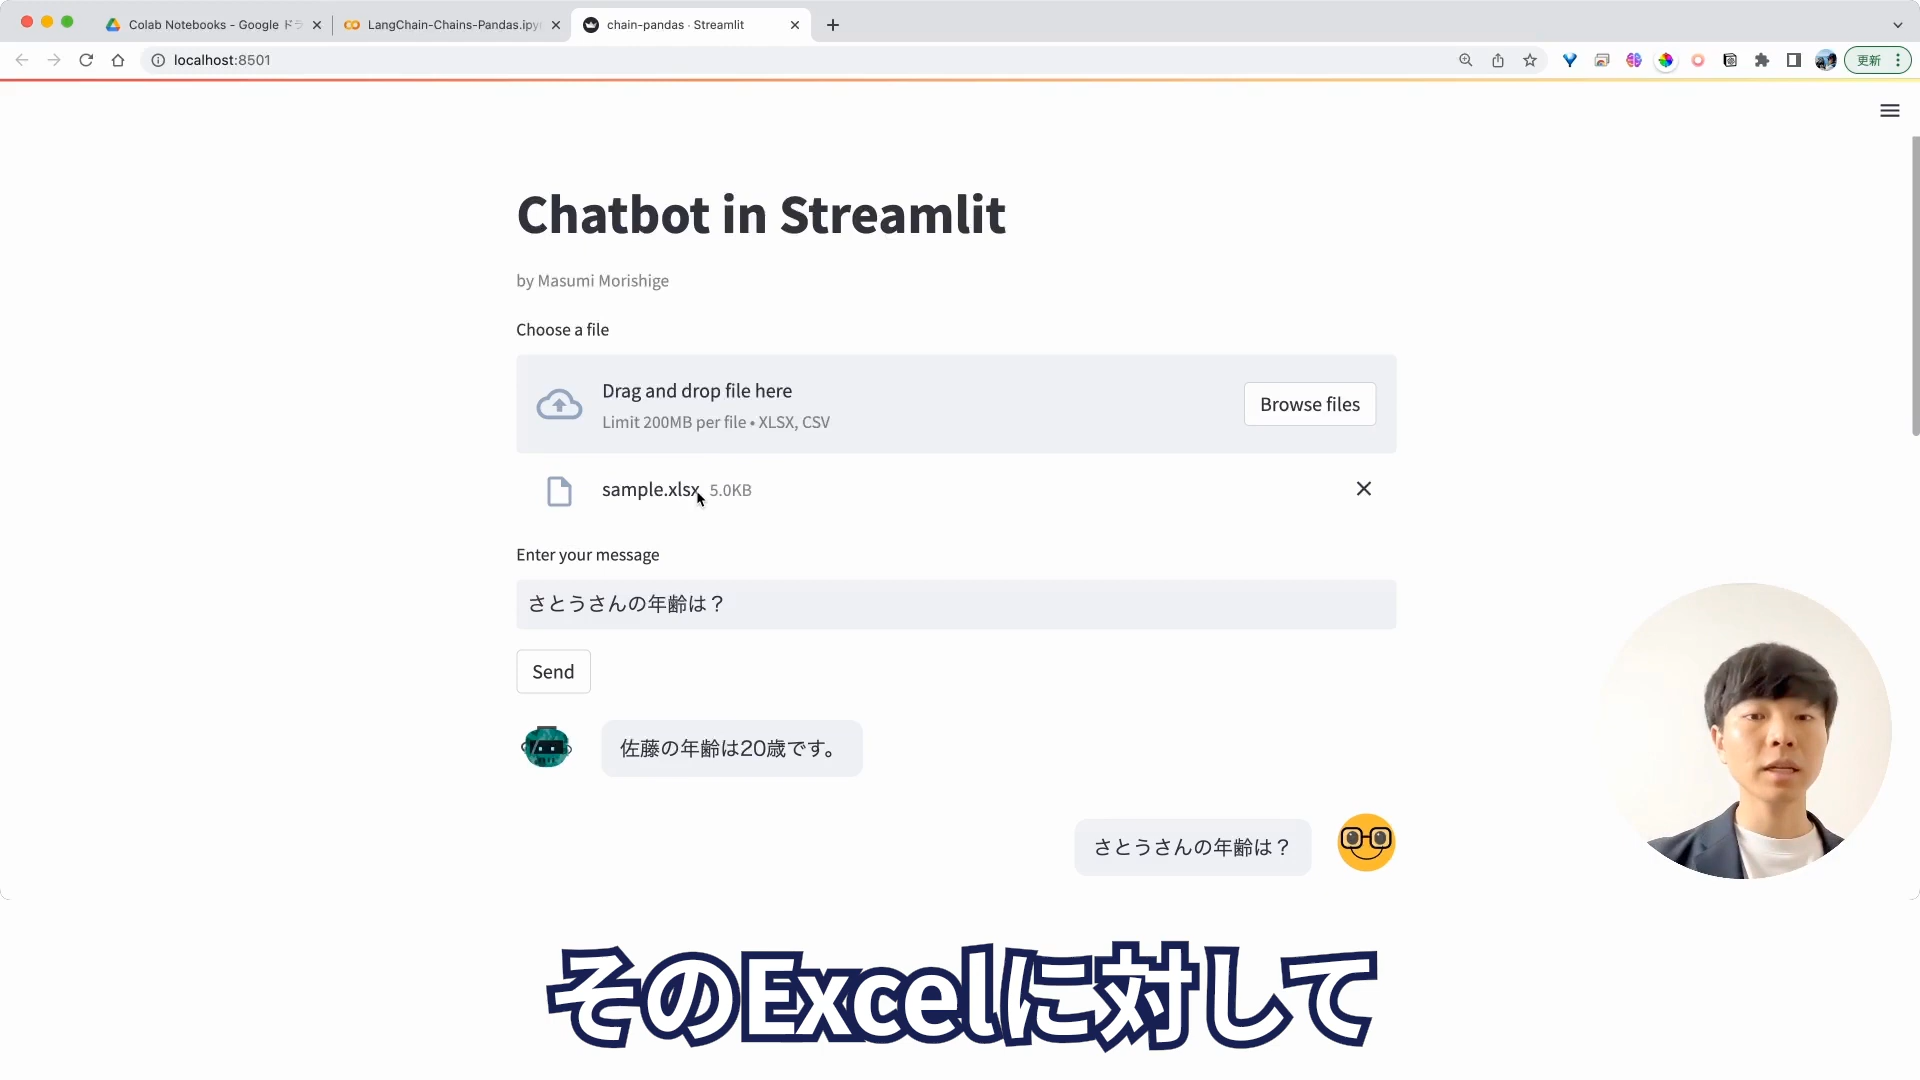 Colab Notebooks - Google ドラ
LangChain-Chains-Pandas.ipy
chain-pandas · Streamlit
localhost:8501
更新
Chatbot in Streamlit
by Masumi Morishige
Choose a file
Drag and drop file here
Limit 200MB per file • XLSX, CSV
Browse files
sample.xlsx 5.0KB
Enter your message
さとうさんの年齢は？
Send
佐藤の年齢は20歳です。
さとうさんの年齢は？
そのExcelに対して